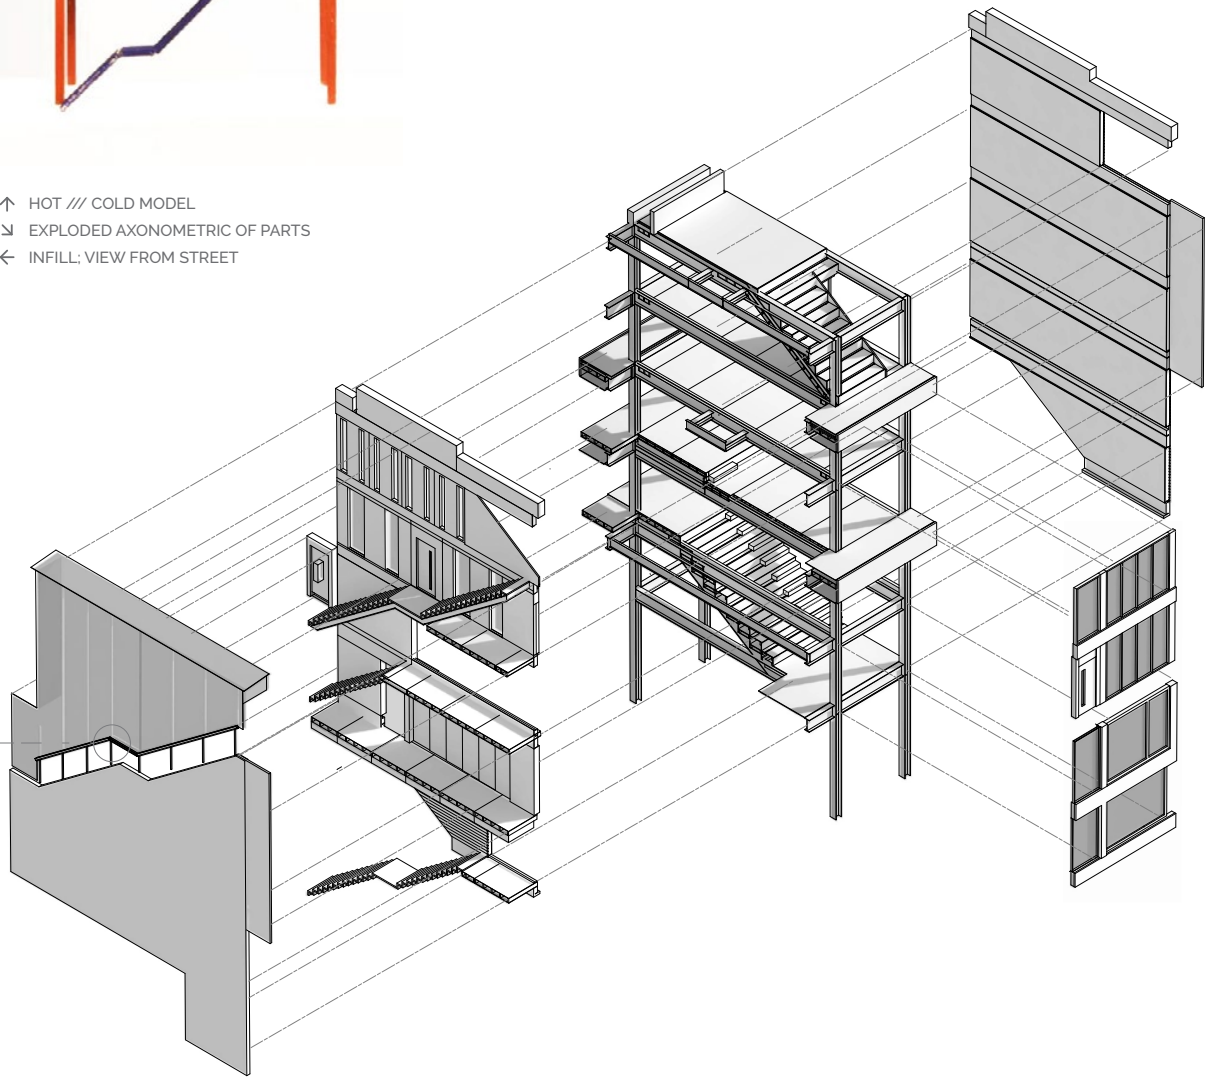 ↑ HOT /// COLD MODEL
↘ EXPLODED AXONOMETRIC OF PARTS
← INFILL; VIEW FROM STREET